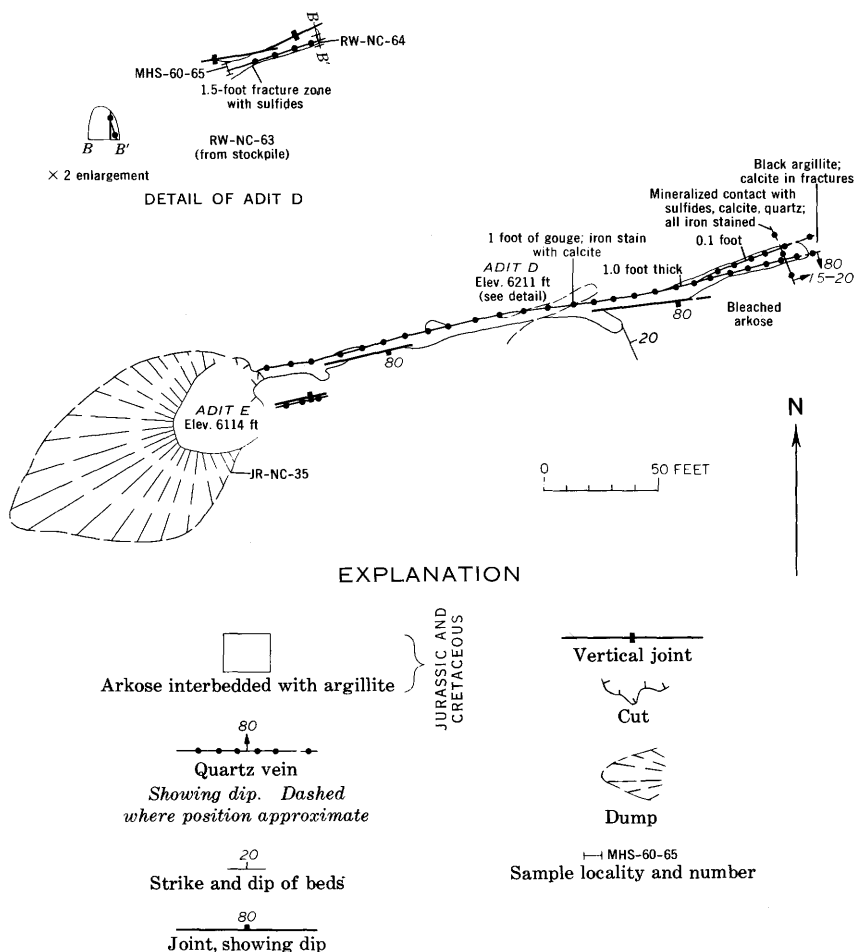 B
B'
RW-NC-64
MHS-60-65
1.5-foot fracture zone
with sulfides
B B'
× 2 enlargement
RW-NC-63
(from stockpile)
DETAIL OF ADIT D
Black argillite;
calcite in fractures
Mineralized contact with
sulfides, calcite, quartz;
all iron stained
0.1 foot
1 foot of gouge; iron stain
with calcite
ADIT D
Elev. 6211 ft
(see detail)
1.0 foot thick
80
15-20
Bleached
arkose
80
20
80
ADIT E
Elev. 6114 ft
JR-NC-35
N
0 50 FEET
EXPLANATION
Arkose interbedded with argillite
JURASSIC AND
CRETACEOUS
80
Quartz vein
Showing dip. Dashed
where position approximate
20
Strike and dip of beds
80
Joint, showing dip
Vertical joint
Cut
Dump
MHS-60-65
Sample locality and number